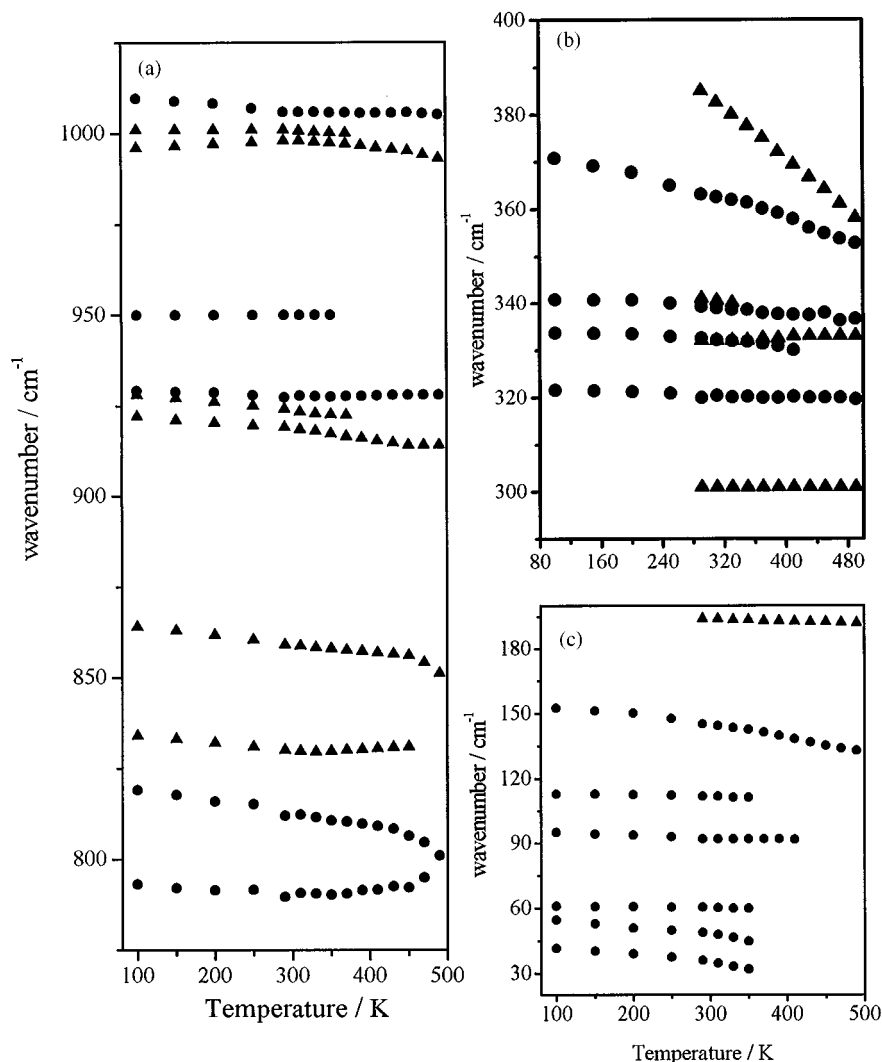 (a)
1000
950
900
850
800
wavenumber / cm-1
100 200 300 400 500
Temperature / K
(b)
400
380
360
340
320
300
wavenumber / cm-1
80 160 240 320 400 480
(c)
180
150
120
90
60
30
wavenumber / cm-1
100 200 300 400 500
Temperature / K